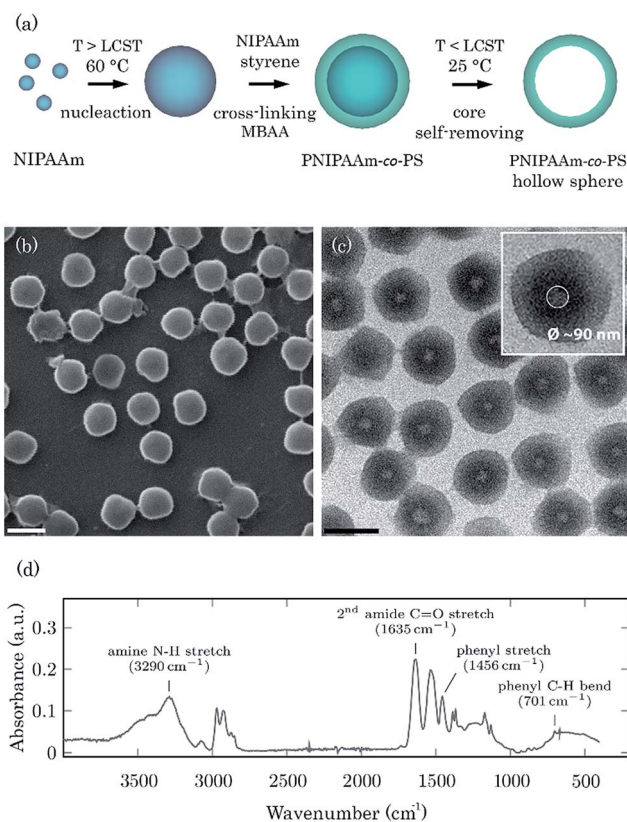 (a)
T > LCST
60 °C
nucleaction
NIPAAm
NIPAAm
styrene
cross-linking
MBAA
PNIPAAm-co-PS
T < LCST
25 °C
core
self-removing
PNIPAAm-co-PS
hollow sphere
(b)
(c)
Ø ~90 nm
(d)
Absorbance (a.u.)
0.3
0.2
0.1
0
amine N-H stretch
(3290 cm⁻¹)
2nd amide C=O stretch
(1635 cm⁻¹)
phenyl stretch
(1456 cm⁻¹)
phenyl C-H bend
(701 cm⁻¹)
3500 3000 2500 2000 1500 1000 500
Wavenumber (cm⁻¹)